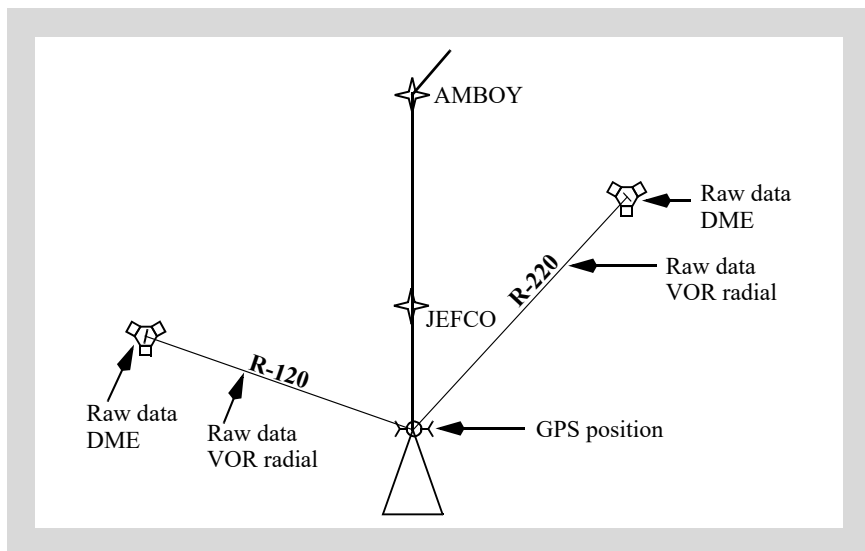 AMBOY
Raw data
DME
R-220
Raw data
VOR radial
JEFCO
R-120
Raw data
DME
Raw data
VOR radial
GPS position